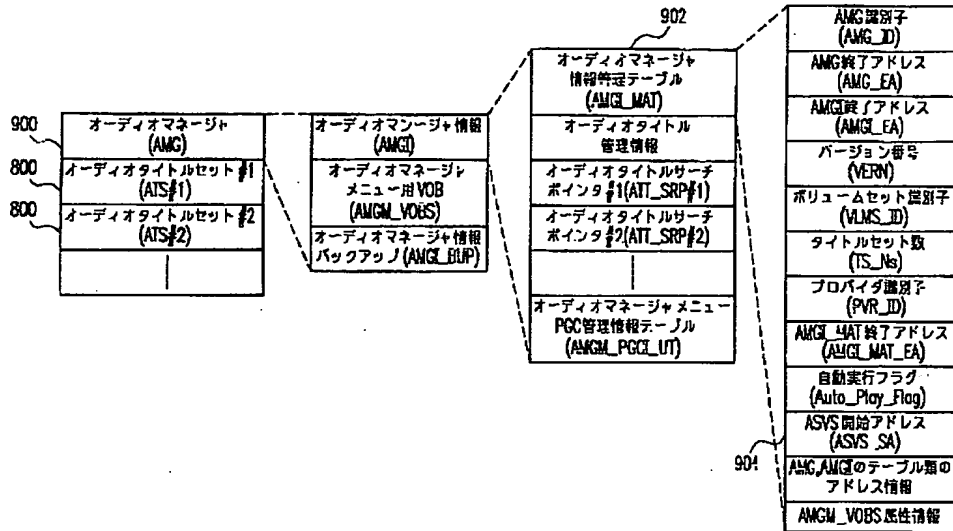 900
オーディオマネージャ
(AMG)
800
オーディオタイトルセット#1
(ATS#1)
800
オーディオタイトルセット#2
(ATS#2)
オーディオマネージャ情報
(AMGI)
オーディオマネージャ
メニュー用VOB
(AMGM_VOBS)
オーディオマネージャ情報
バックアップ(AMGI_BUP)
902
オーディオマネージャ
情報管理テーブル
(AMGI_MAT)
オーディオタイトル
管理情報
オーディオタイトルサーチ
ポインタ#1(ATT_SRP#1)
オーディオタイトルサーチ
ポインタ#2(ATT_SRP#2)
オーディオマネージャメニュー
PGC管理情報テーブル
(AMGM_PGCI_UT)
904
AMG識別子
(AMG_ID)
AMG終了アドレス
(AMG_EA)
AMGI終了アドレス
(AMGI_EA)
バージョン番号
(VERN)
ボリュームセット識別子
(VLMS_ID)
タイトルセット数
(TS_Ns)
プロバイダ識別子
(PVR_ID)
AMGI_MAT終了アドレス
(AMGI_MAT_EA)
自動実行フラグ
(Auto_Play_Flag)
ASVS開始アドレス
(ASVS_SA)
AMG,AMGIのテーブル類の
アドレス情報
AMGM_VOBS属性情報